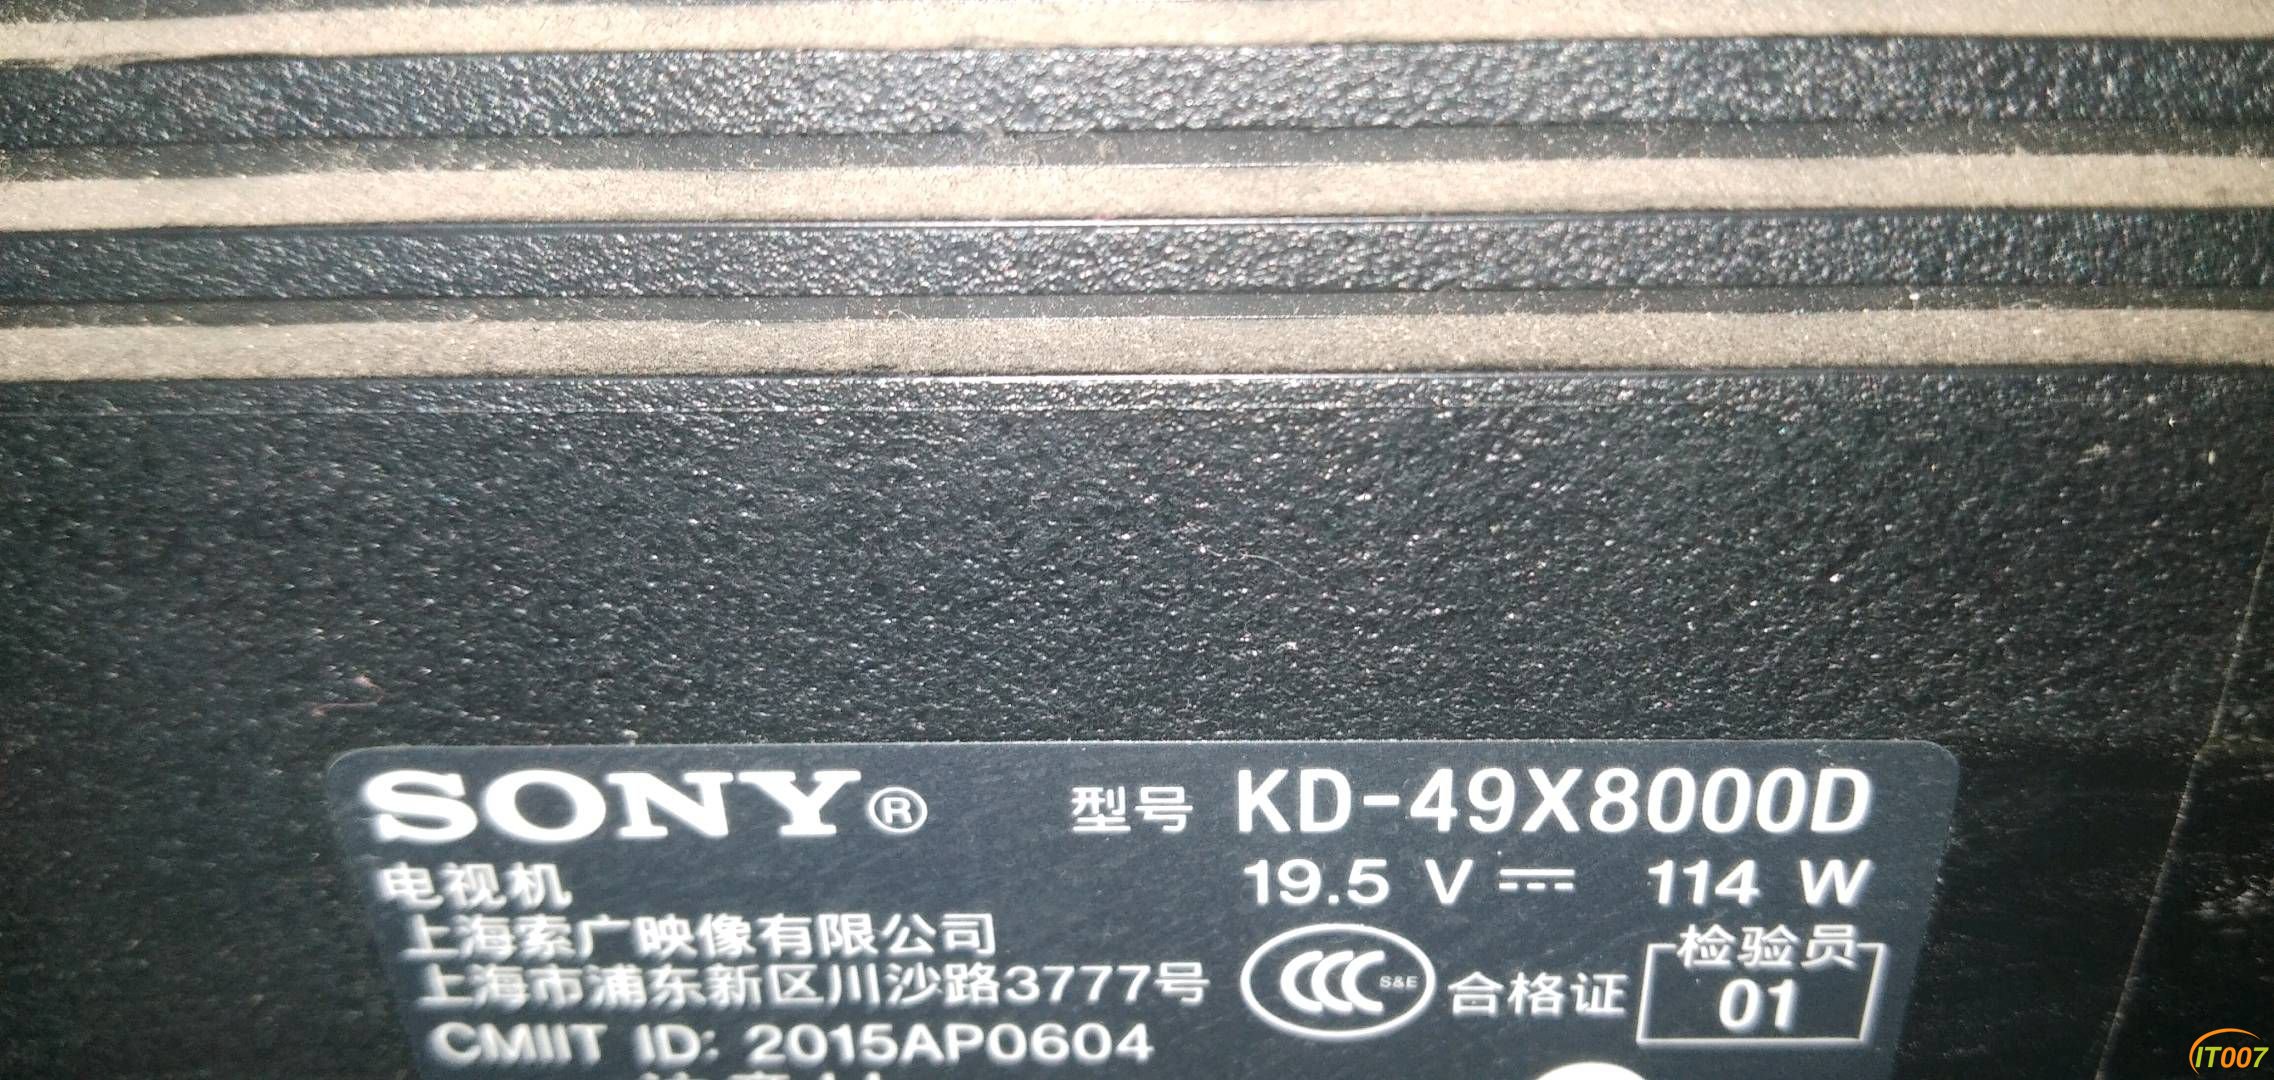 SONY® 型号 KD-49X8000D
电视机 19.5 V ⎓ 114 W
上海索广映像有限公司
上海市浦东新区川沙路3777号
CCC S&E 合格证 检验员 01
CMIIT ID: 2015AP0604
IT007